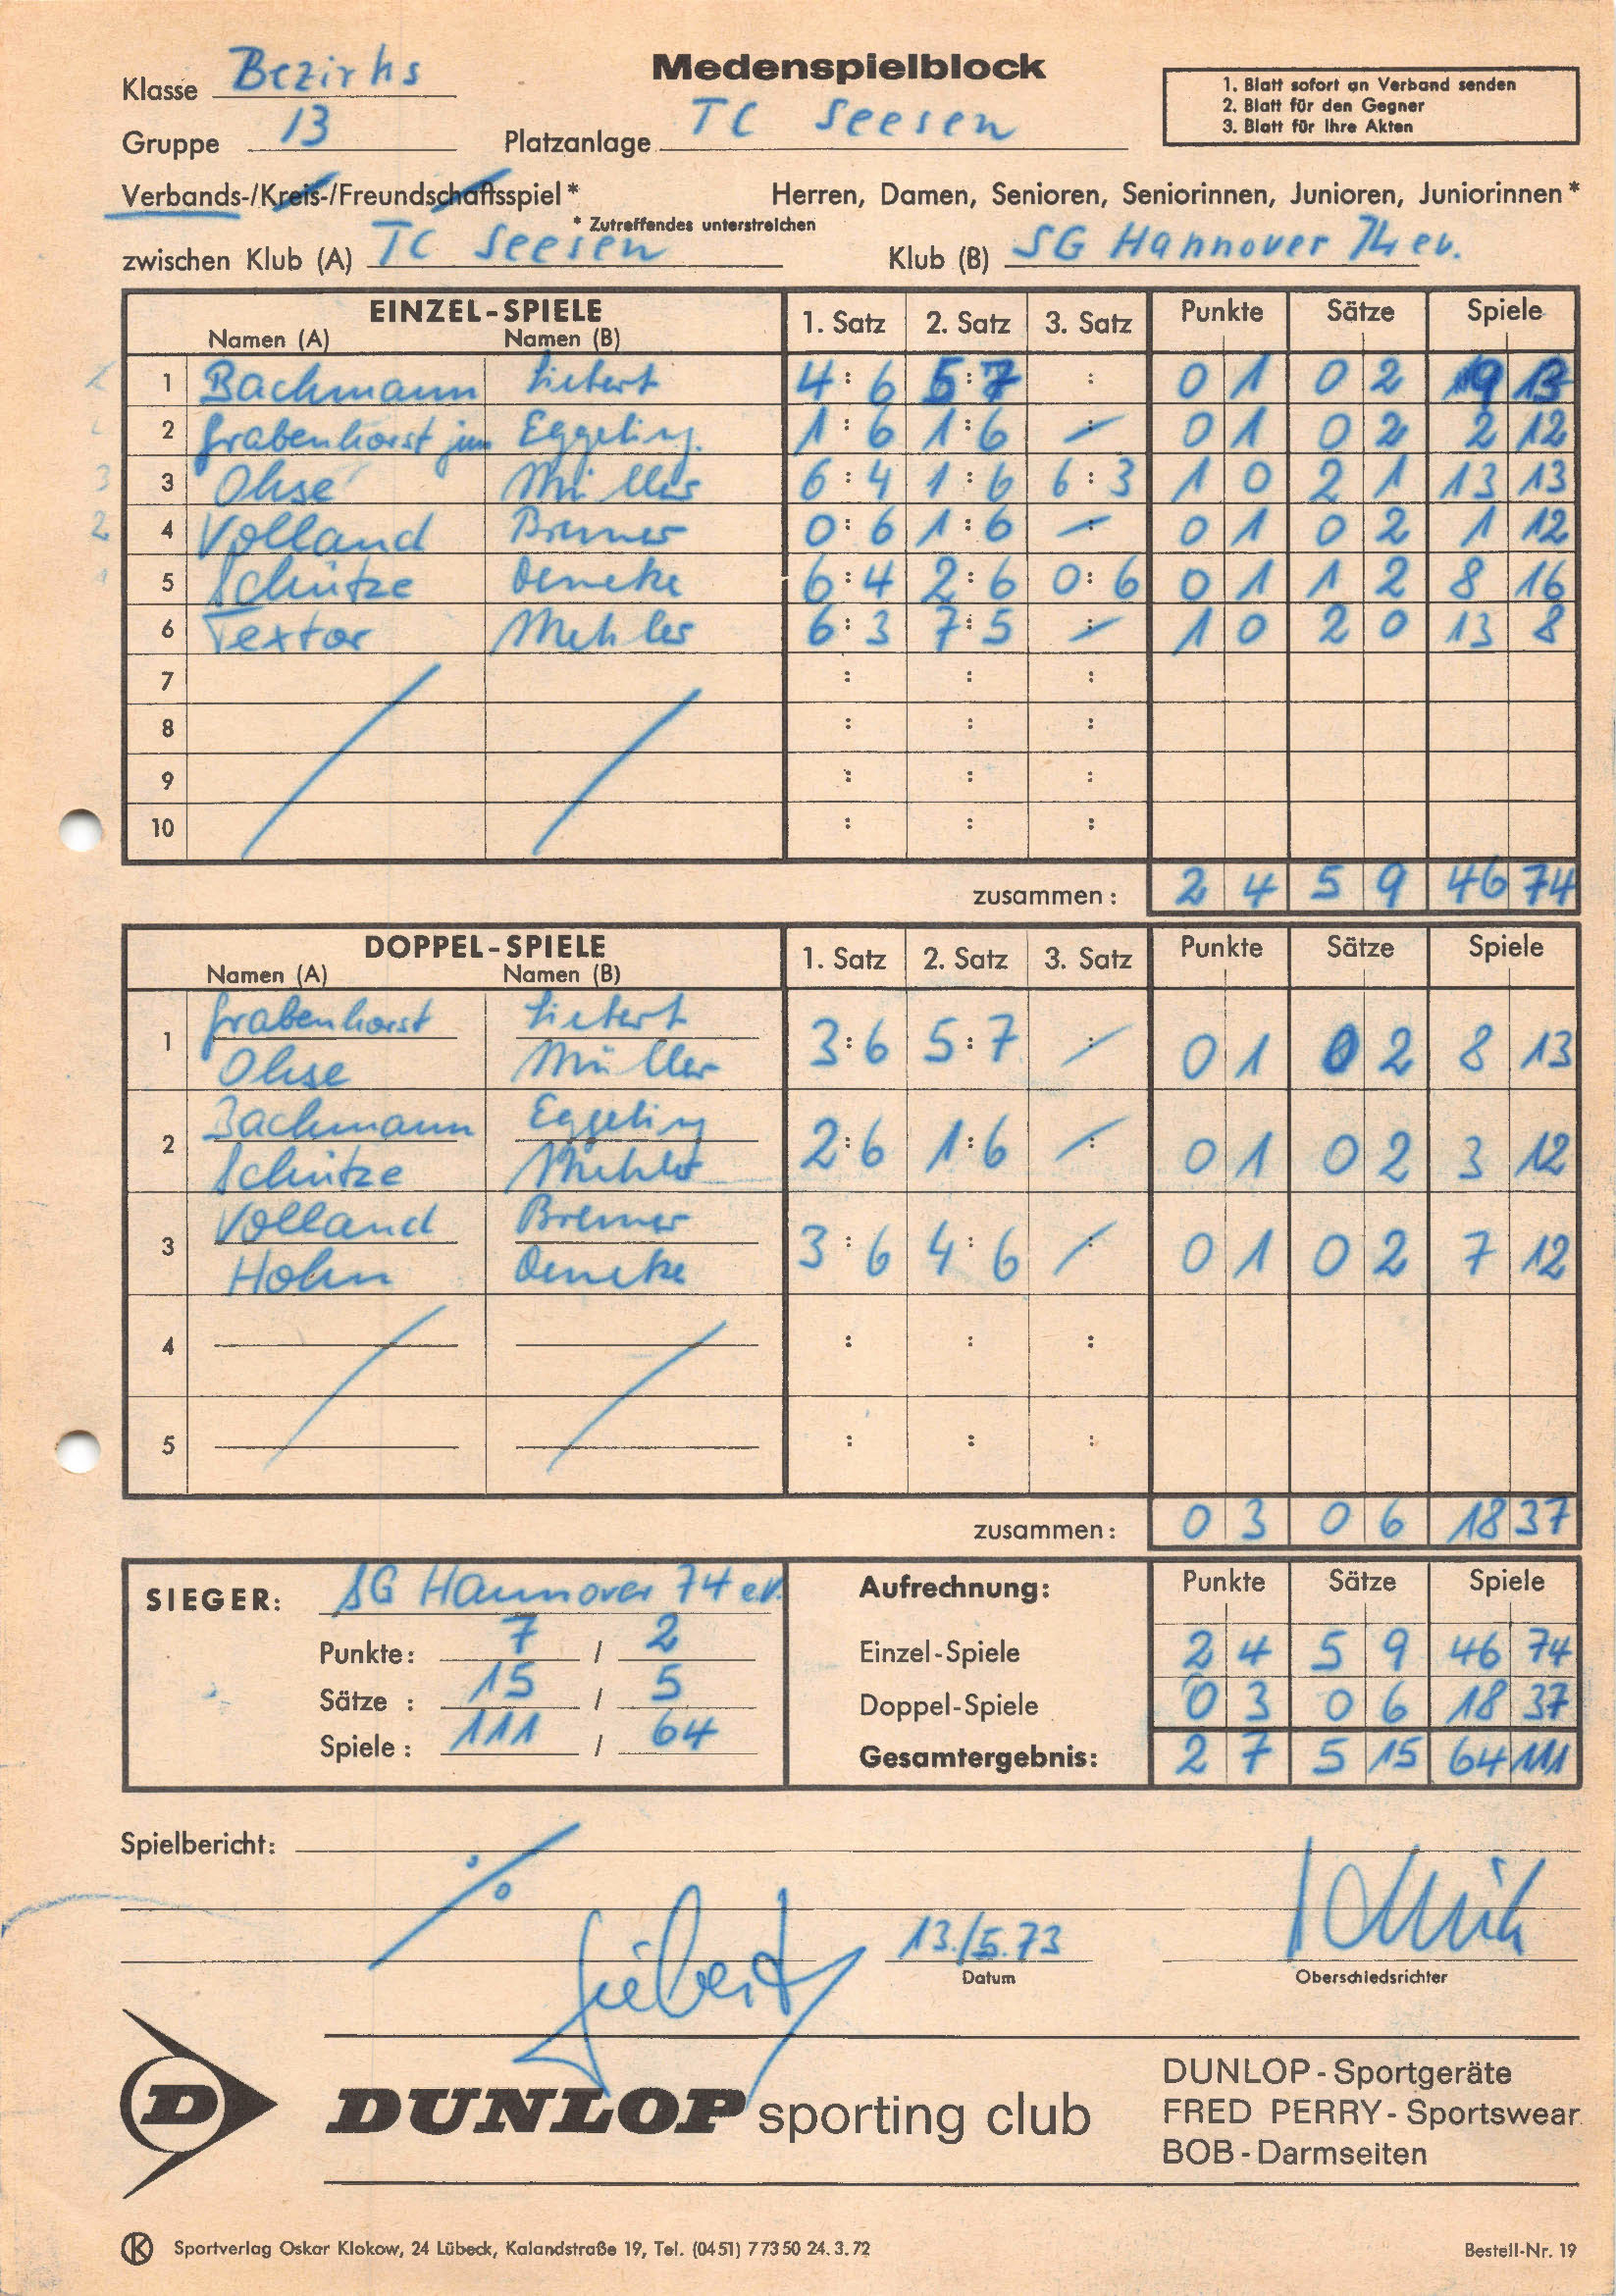 Medenspielblock
Klasse Bezirks
Gruppe 13 Platzanlage TC Seesen
1. Blatt sofort an Verband senden
2. Blatt für den Gegner
3. Blatt für Ihre Akten
Verbands-/Kreis-/Freundschaftsspiel* Herren, Damen, Senioren, Seniorinnen, Junioren, Juniorinnen*
* Zutreffendes unterstreichen
zwischen Klub (A) TC Seesen Klub (B) SG Hannover 74 ev.
EINZEL-SPIELE 1. Satz 2. Satz 3. Satz Punkte Sätze Spiele
Namen (A) Namen (B)
1 Bachmann Siebert 4:6 5:7 : 0 1 0 2 9 13
2 Grabenhorst jun Eggeling. 1:6 1:6 : 0 1 0 2 2 12
3 Ohse Müller 6:4 1:6 6:3 1 0 2 1 13 13
4 Volland Bremer 0:6 1:6 : 0 1 0 2 1 12
5 Schütze Deneke 6:4 2:6 0:6 0 1 1 2 8 16
6 Textor Mehler 6:3 7:5 : 1 0 2 0 13 8
7 : : :
8 : : :
9 : : :
10 : : :
zusammen: 2 4 5 9 46 74
DOPPEL-SPIELE 1. Satz 2. Satz 3. Satz Punkte Sätze Spiele
Namen (A) Namen (B)
Grabenhorst Siebert
1 3:6 5:7 : 0 1 0 2 8 13
Ohse Müller
Bachmann Eggeling
2 2:6 1:6 : 0 1 0 2 3 12
Schütze Mehler
Volland Bremer
3 3:6 4:6 : 0 1 0 2 7 12
Hohn Deneke
4 : : :
5 : : :
zusammen: 0 3 0 6 18 37
SIEGER: SG Hannover 74 e.V. Aufrechnung: Punkte Sätze Spiele
Punkte: 7 / 2 Einzel-Spiele 2 4 5 9 46 74
Sätze : 15 / 5 Doppel-Spiele 0 3 0 6 18 37
Spiele : 111 / 64 Gesamtergebnis: 2 7 5 15 64 111
Spielbericht:
Siebert 13./5.73
Datum Oberschiedsrichter
D DUNLOP sporting club
DUNLOP - Sportgeräte
FRED PERRY - Sportswear
BOB - Darmseiten
K Sportverlag Oskar Klokow, 24 Lübeck, Kalandstraße 19, Tel. (0451) 77350 24.3.72 Bestell-Nr. 19